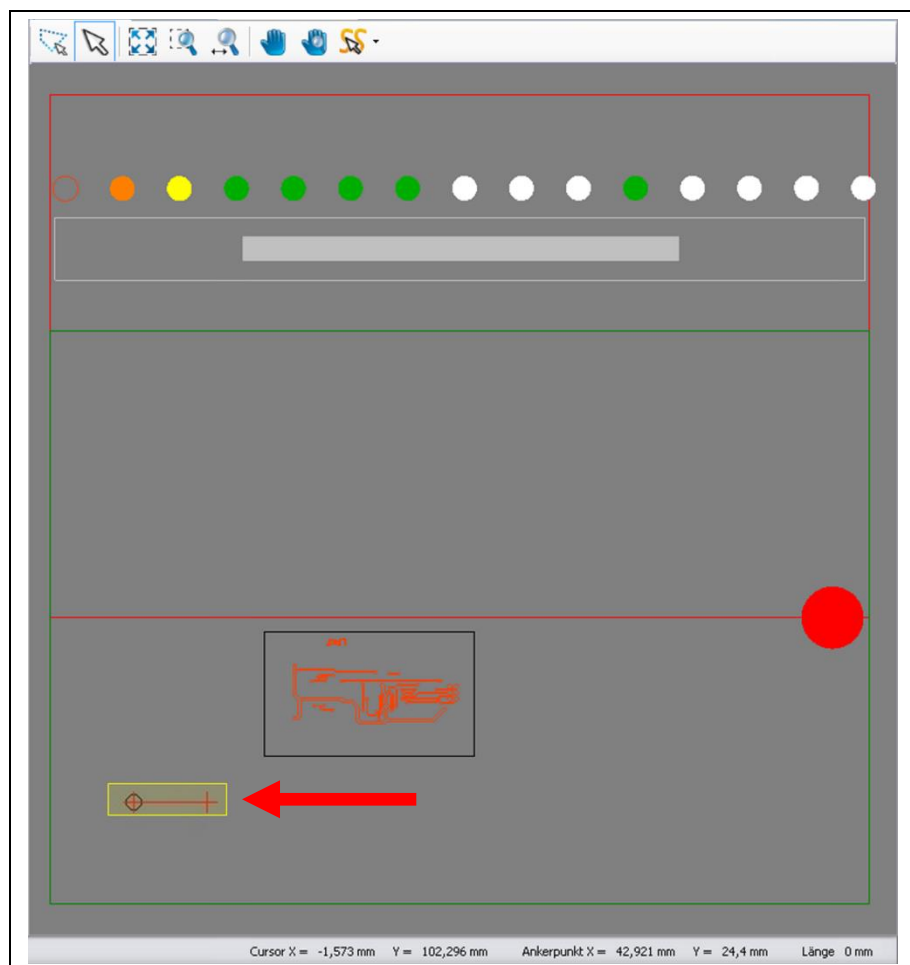 Cursor X = -1,573 mm Y = 102,296 mm Ankerpunkt X = 42,921 mm Y = 24,4 mm Länge 0 mm